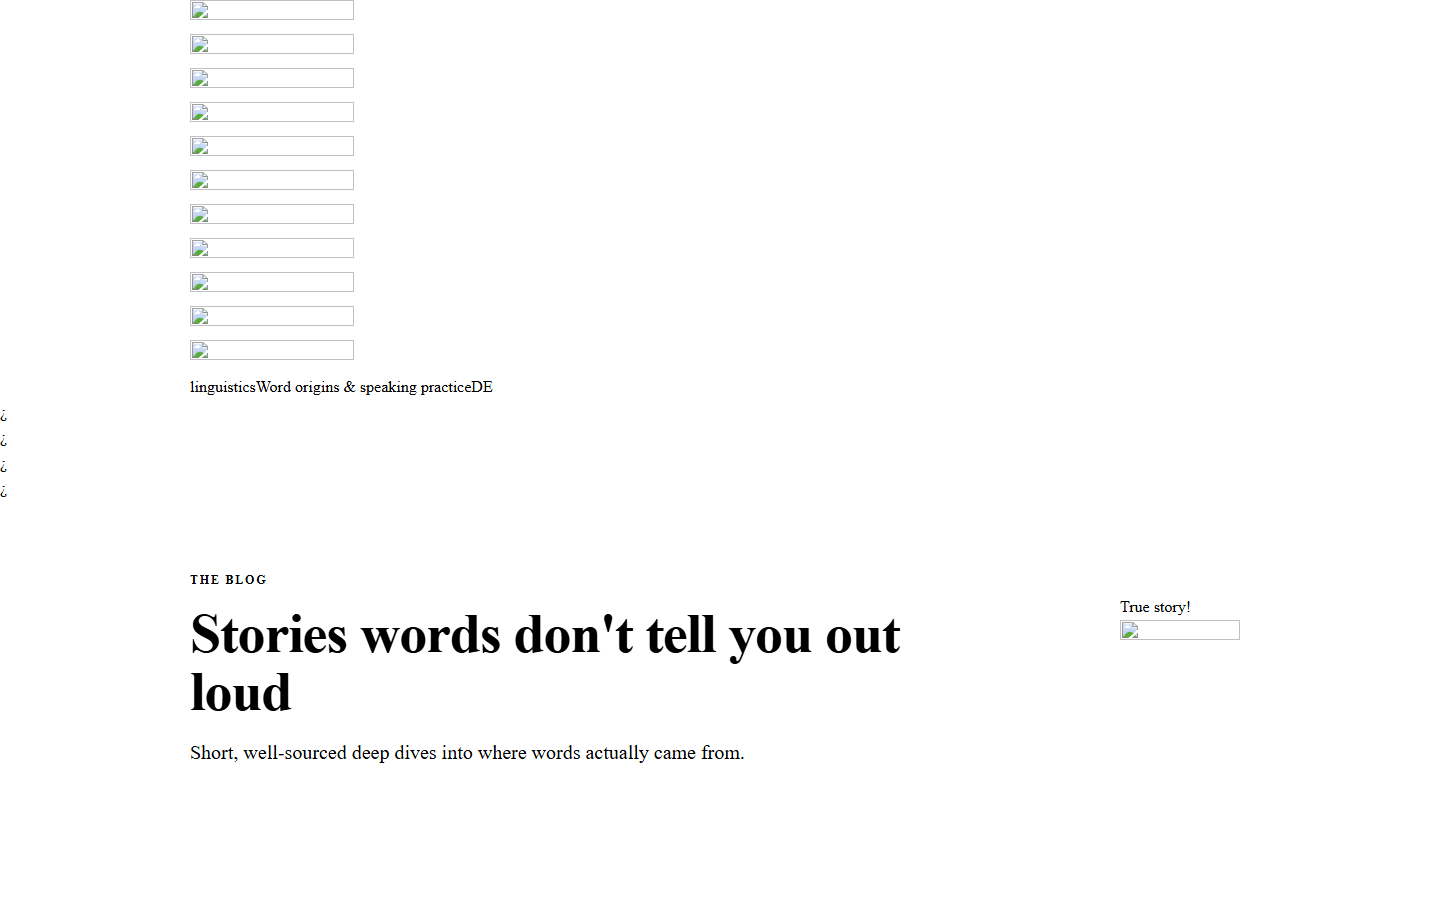 linguisticsWord origins & speaking practiceDE
¿
¿
¿
¿
THE BLOG
Stories words don't tell you out
loud
Short, well-sourced deep dives into where words actually came from.
True story!